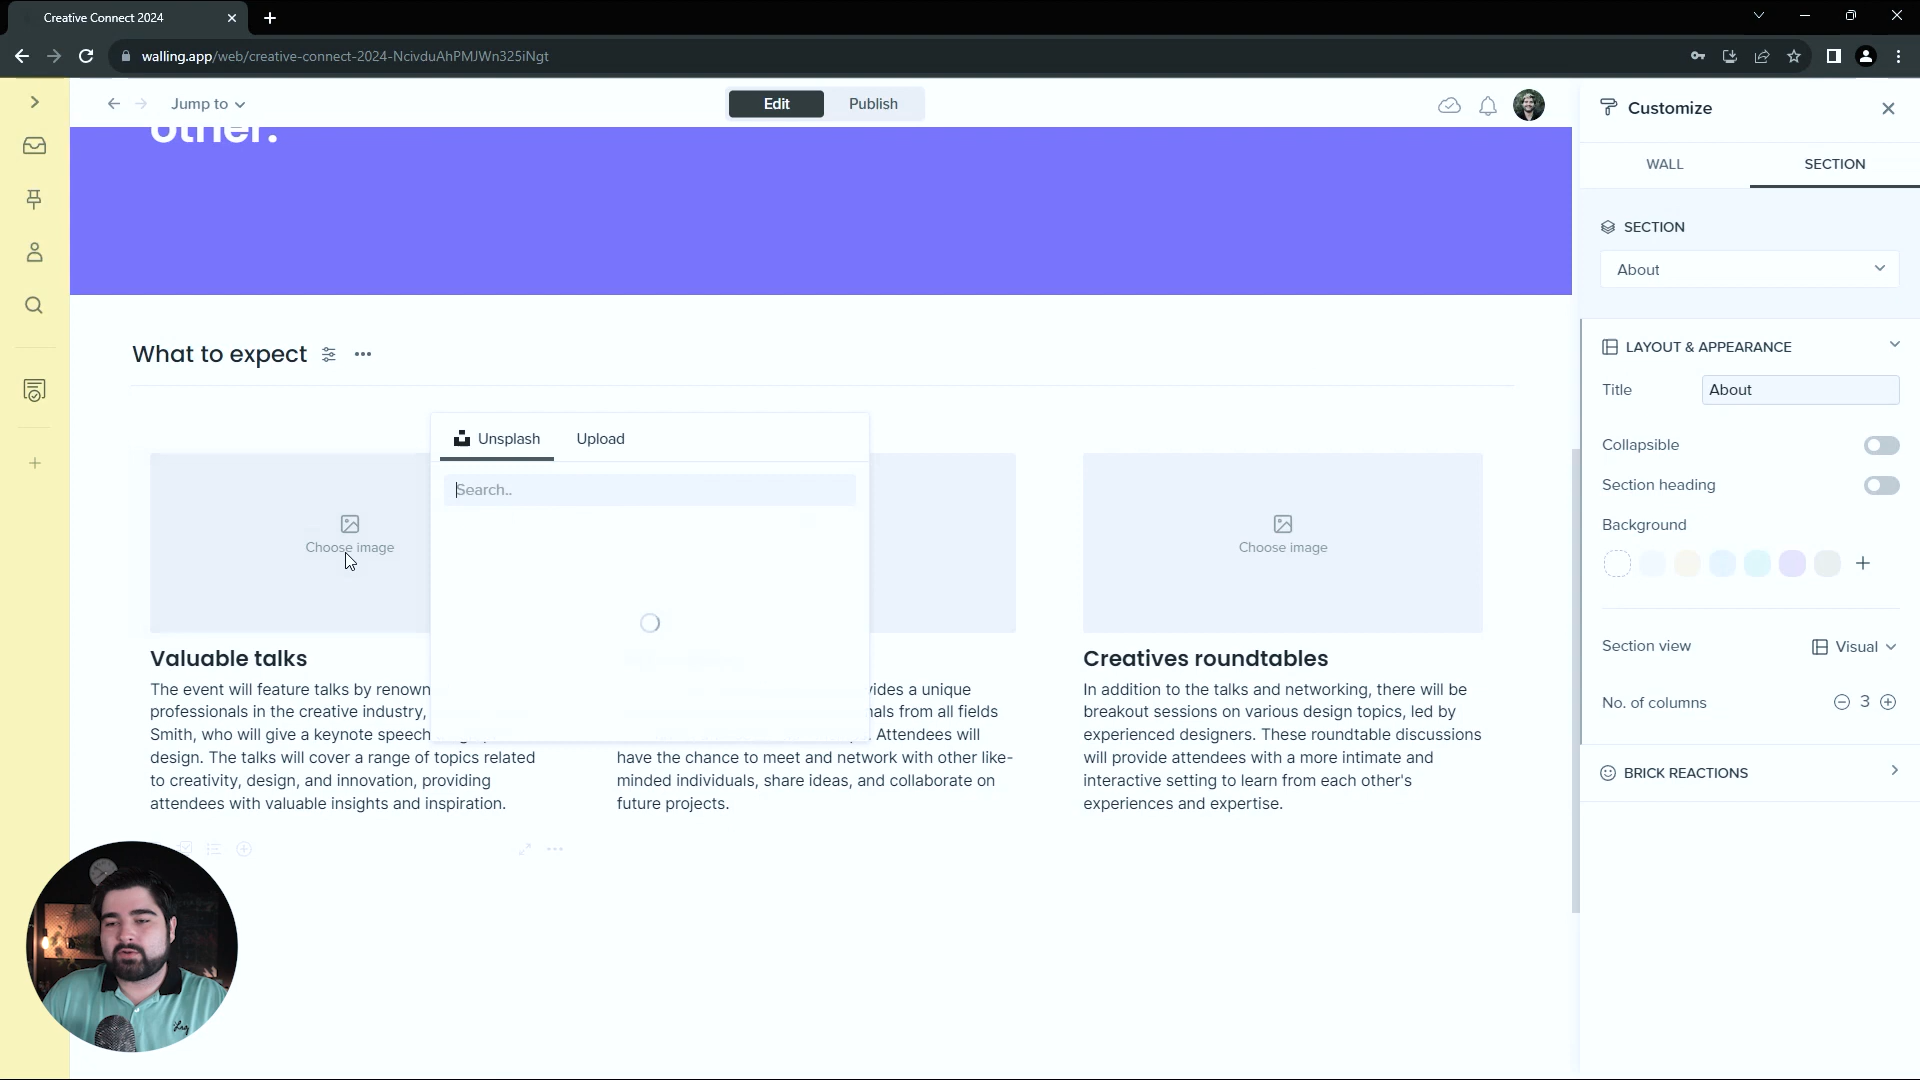 Creative Connect 2024
walling.app/web/creative-connect-2024-NcivduAhPMJWn325iNgt
Jump to
Edit
Publish
other.
What to expect
Unsplash
Upload
Search..
Choose image
Choose image
Valuable talks
The event will feature talks by renown
professionals in the creative industry,
Smith, who will give a keynote speech
design. The talks will cover a range of topics related
to creativity, design, and innovation, providing
attendees with valuable insights and inspiration.
vides a unique
als from all fields
Attendees will
have the chance to meet and network with other like-
minded individuals, share ideas, and collaborate on
future projects.
Creatives roundtables
In addition to the talks and networking, there will be
breakout sessions on various design topics, led by
experienced designers. These roundtable discussions
will provide attendees with a more intimate and
interactive setting to learn from each other's
experiences and expertise.
Customize
WALL
SECTION
SECTION
About
LAYOUT & APPEARANCE
Title
About
Collapsible
Section heading
Background
Section view
Visual
No. of columns
3
BRICK REACTIONS